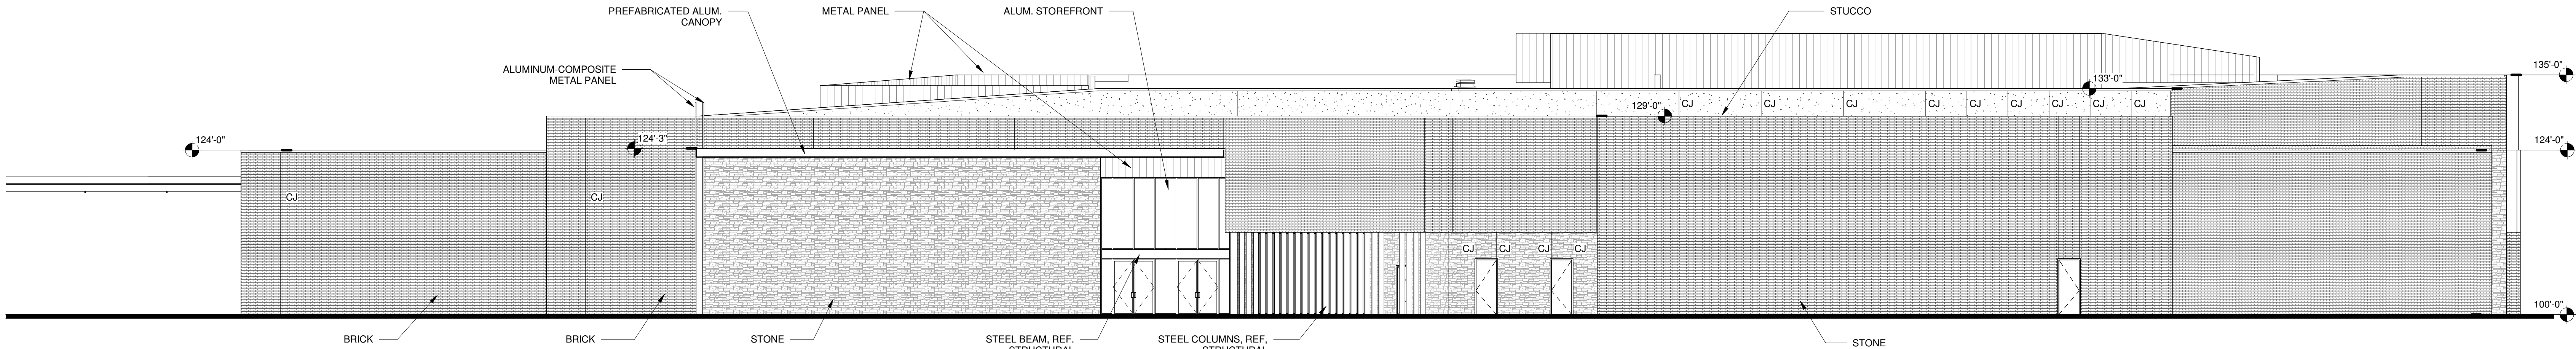 PREFABRICATED ALUM.
CANOPY
METAL PANEL
ALUM. STOREFRONT
STUCCO
ALUMINUM-COMPOSITE
METAL PANEL
135'-0"
133'-0"
129'-0"
CJ
CJ
CJ
CJ
CJ
CJ
CJ
CJ
CJ
124'-0"
124'-3"
124'-0"
CJ
CJ
CJ
CJ
CJ
CJ
100'-0"
BRICK
BRICK
STONE
STEEL BEAM, REF.
STRUCTURAL
STEEL COLUMNS, REF,
STRUCTURAL
STONE